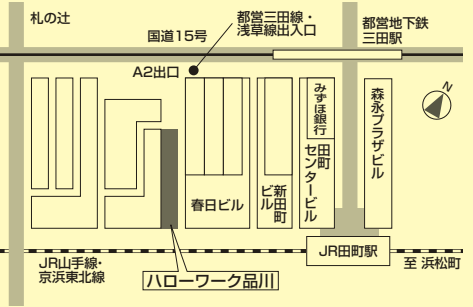 札の辻
国道15号
都営三田線・
浅草線出入口
都営地下鉄
三田駅
A2出口
N
みずほ銀行
田町
センタービル
森永プラザビル
新田町
ビル
春日ビル
JR田町駅
JR山手線・
京浜東北線
ハローワーク品川
至 浜松町